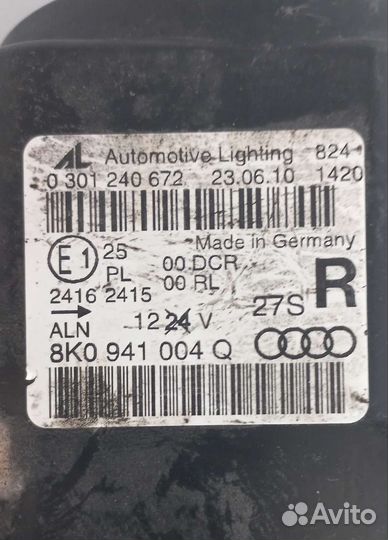 AL Automotive Lighting 824
0 301 240 672 23.06.10 1420
Made in Germany
E1 25 00 DCR
PL 00 RL
2416 2415 27S R
ALN 12 24 V
8K0 941 004 Q
Avito